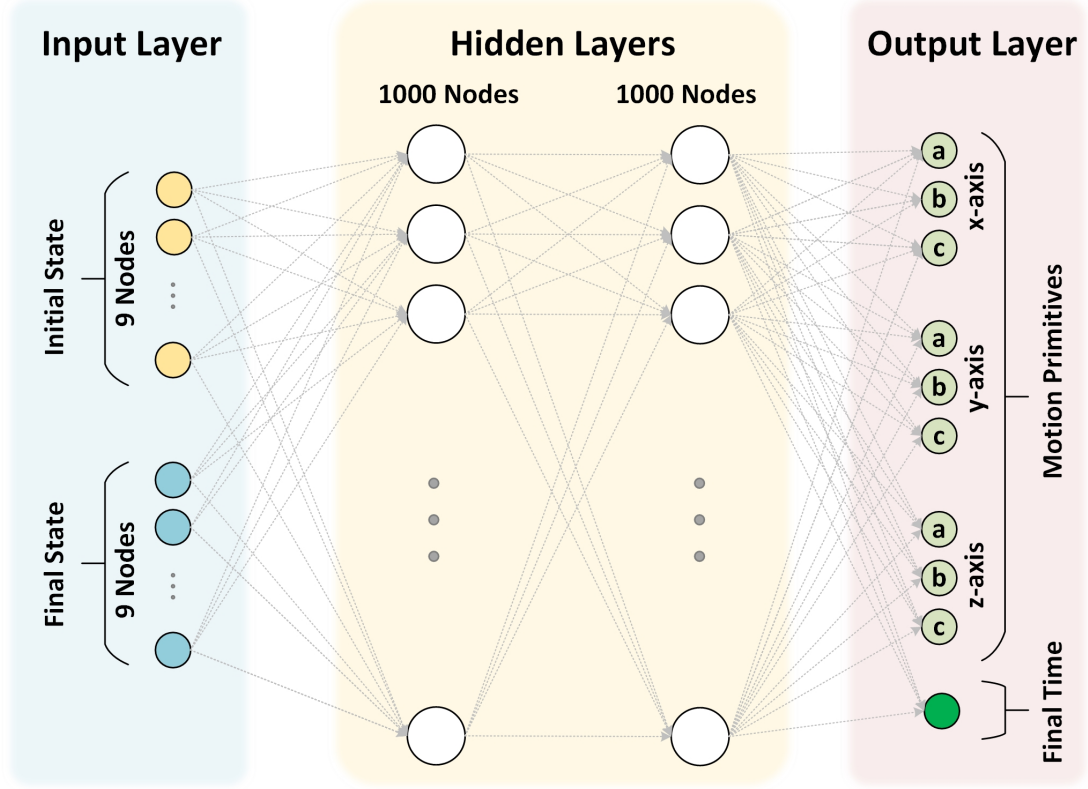 Input Layer
Hidden Layers
Output Layer
1000 Nodes
1000 Nodes
Initial State
9 Nodes
Final State
9 Nodes
a
b
c
x-axis
a
b
c
y-axis
a
b
c
z-axis
Motion Primitives
Final Time